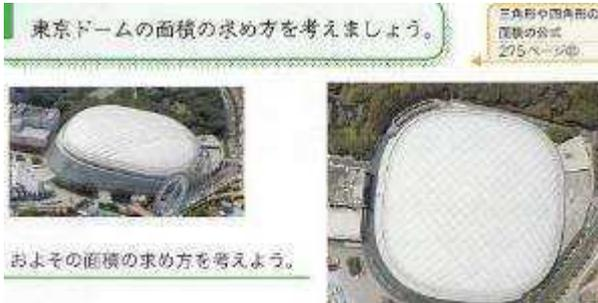 東京ドームの面積の求め方を考えましょう。
三角形や四角形の
面積の公式
275ページ
およその面積の求め方を考えよう。